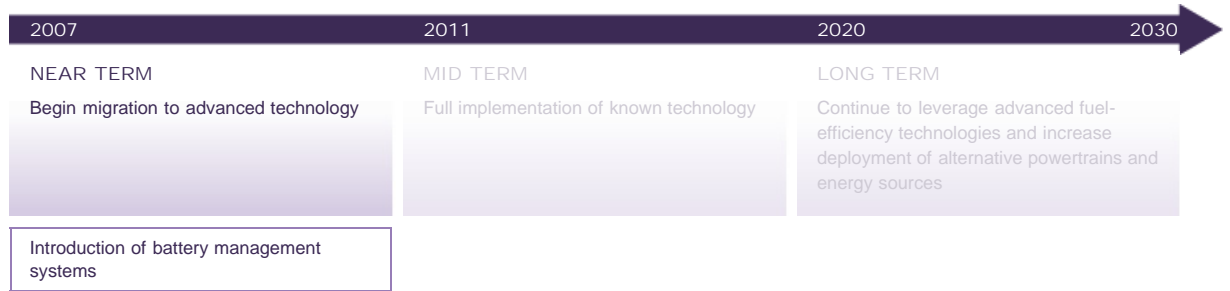 2007 2011 2020 2030
NEAR TERM
Begin migration to advanced technology
MID TERM
Full implementation of known technology
LONG TERM
Continue to leverage advanced fuel-
efficiency technologies and increase
deployment of alternative powertrains and
energy sources
Introduction of battery management
systems